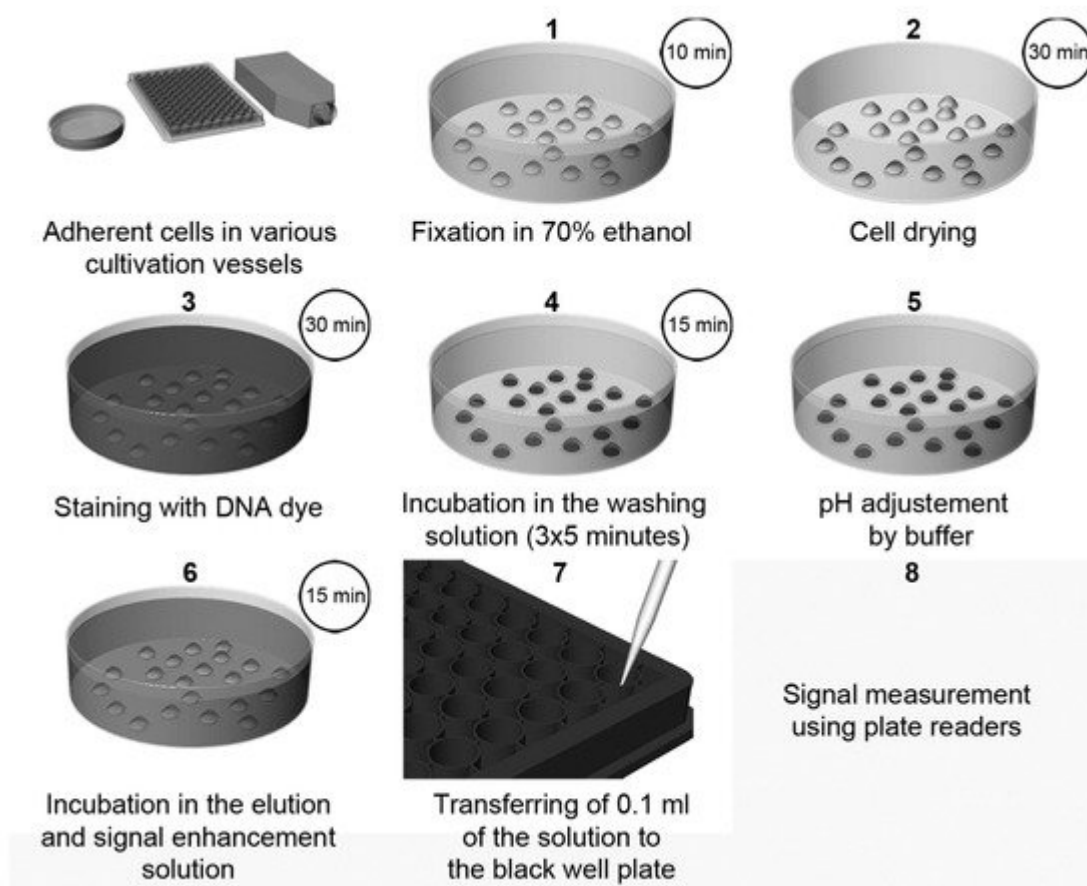 Adherent cells in various
cultivation vessels
1
10 min
Fixation in 70% ethanol
2
30 min
Cell drying
3
30 min
Staining with DNA dye
4
15 min
Incubation in the washing
solution (3x5 minutes)
5
pH adjustement
by buffer
6
15 min
Incubation in the elution
and signal enhancement
solution
7
Transferring of 0.1 ml
of the solution to
the black well plate
8
Signal measurement
using plate readers